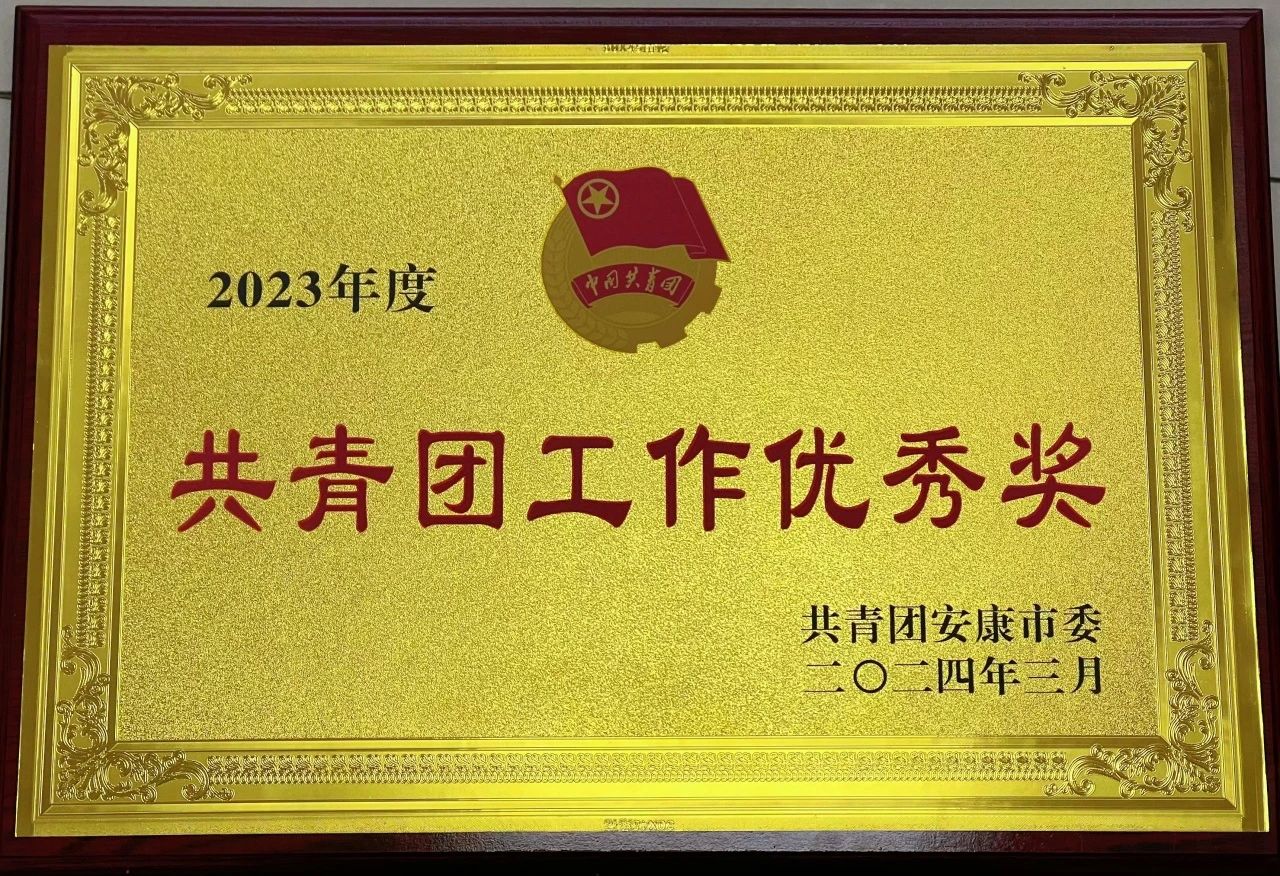 中国共青团
2023年度
共青团工作优秀奖
共青团安康市委
二〇二四年三月